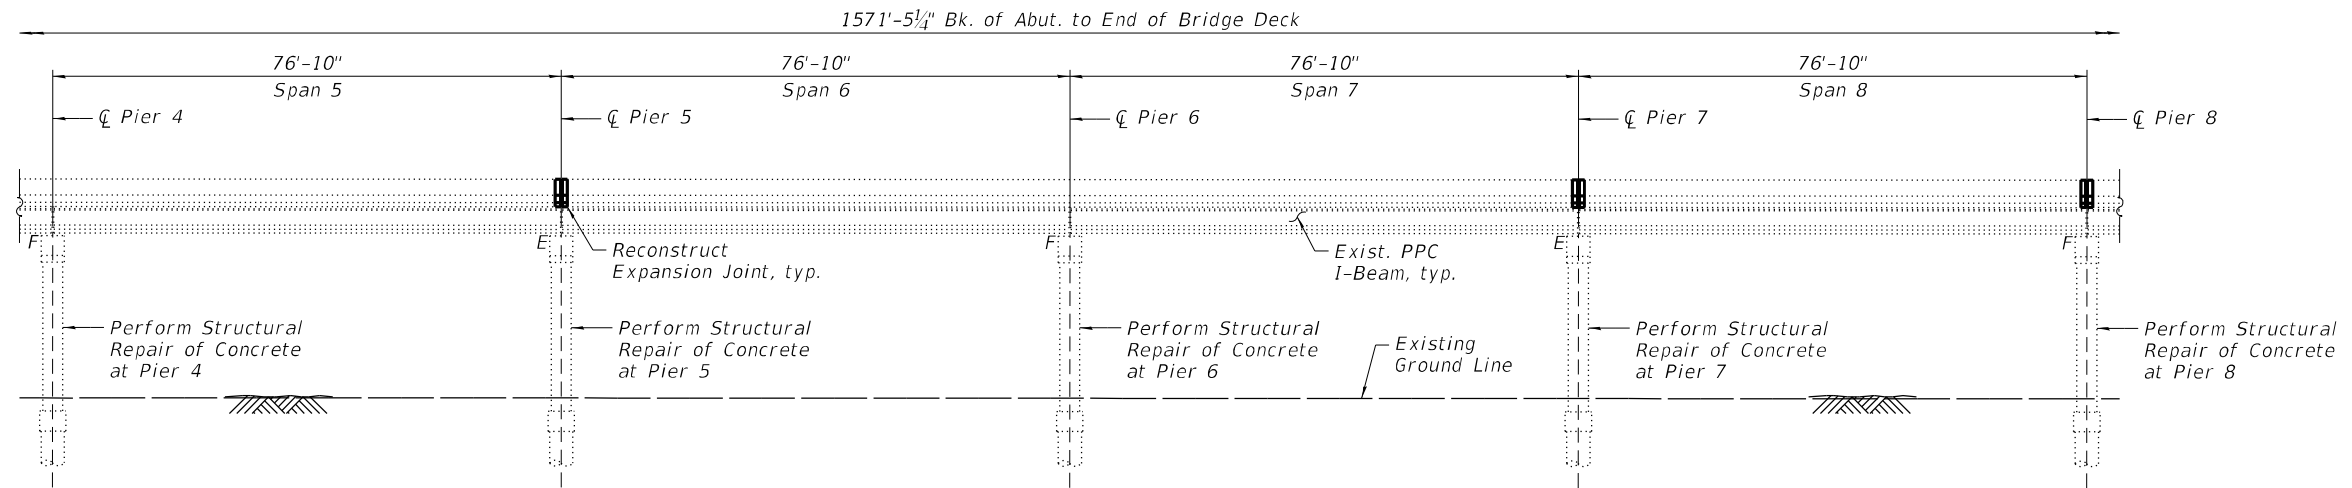 1571'-5¼" Bk. of Abut. to End of Bridge Deck
76'-10" 76'-10" 76'-10" 76'-10"
Span 5 Span 6 Span 7 Span 8
℄ Pier 4 ℄ Pier 5 ℄ Pier 6 ℄ Pier 7 ℄ Pier 8
F E F E F
Reconstruct
Expansion Joint, typ.
Exist. PPC
I-Beam, typ.
Perform Structural
Repair of Concrete
at Pier 4
Perform Structural
Repair of Concrete
at Pier 5
Perform Structural
Repair of Concrete
at Pier 6
Existing
Ground Line
Perform Structural
Repair of Concrete
at Pier 7
Perform Structural
Repair of Concrete
at Pier 8